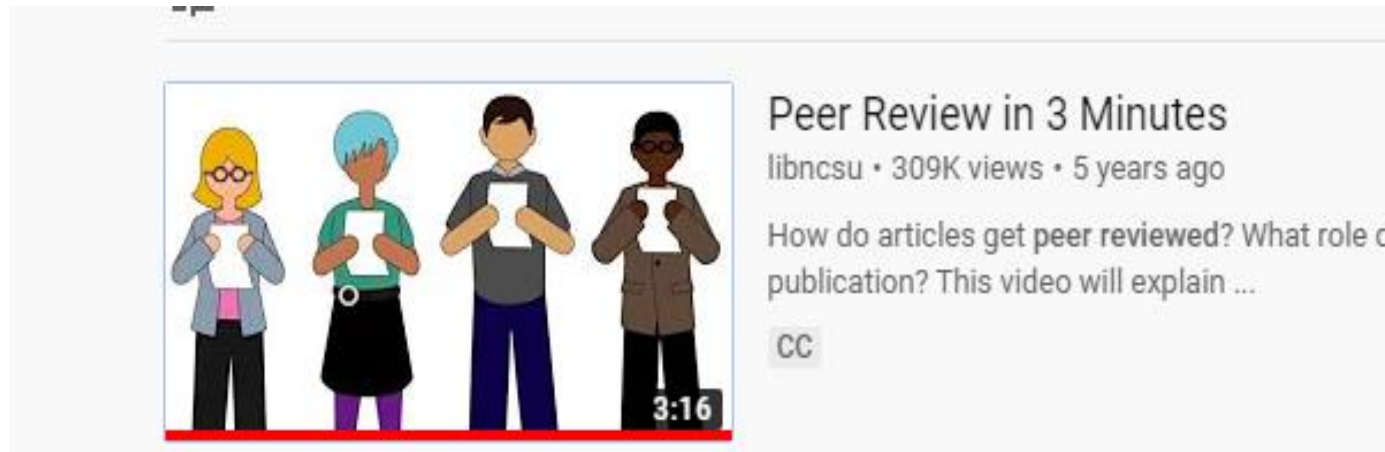 Peer Review in 3 Minutes
libncsu • 309K views • 5 years ago
How do articles get peer reviewed? What role
publication? This video will explain ...
CC
3:16